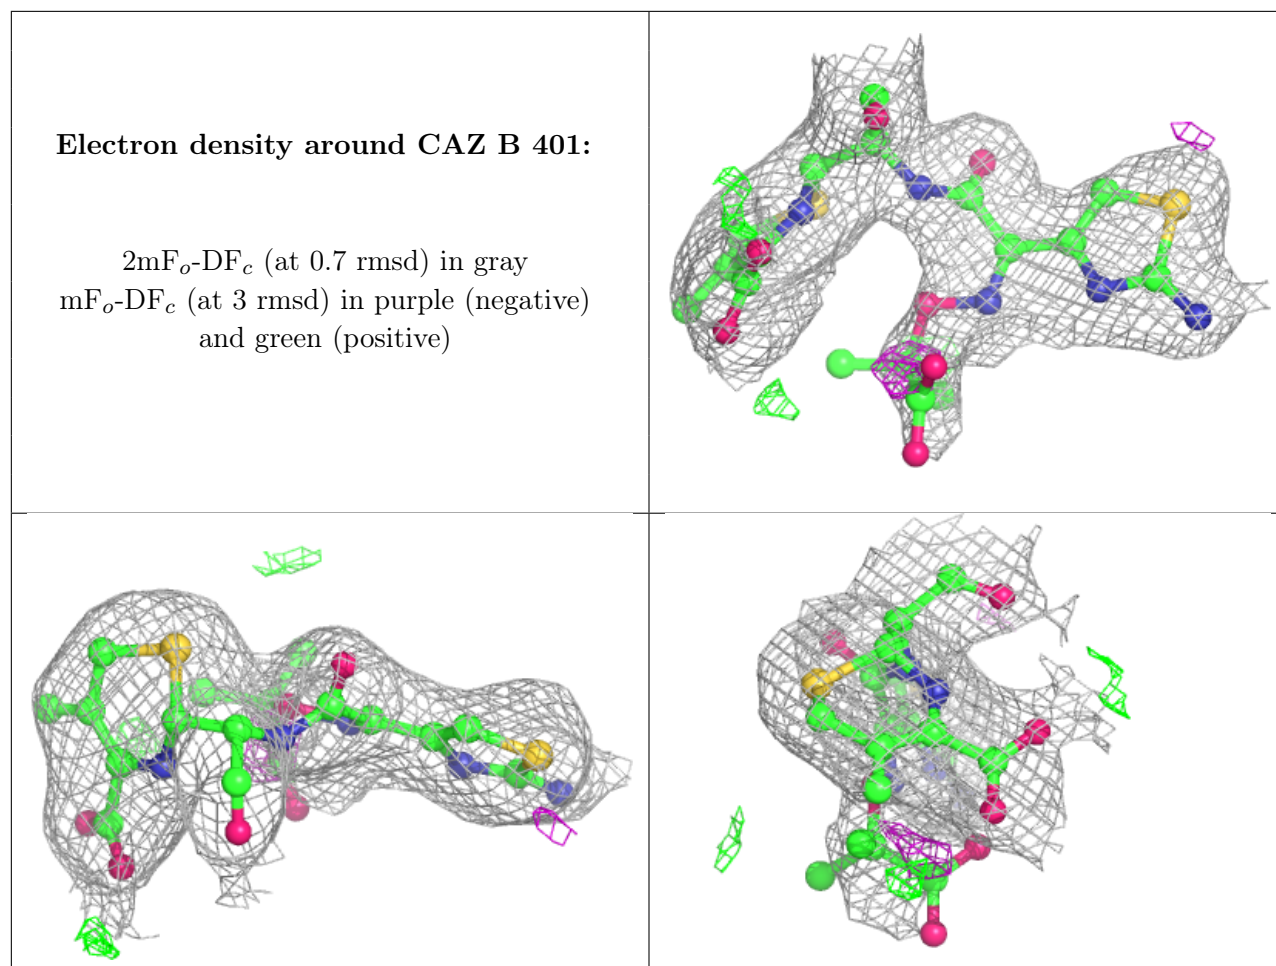 Electron density around CAZ B 401:
2mFo-DFc (at 0.7 rmsd) in gray
mFo-DFc (at 3 rmsd) in purple (negative)
and green (positive)